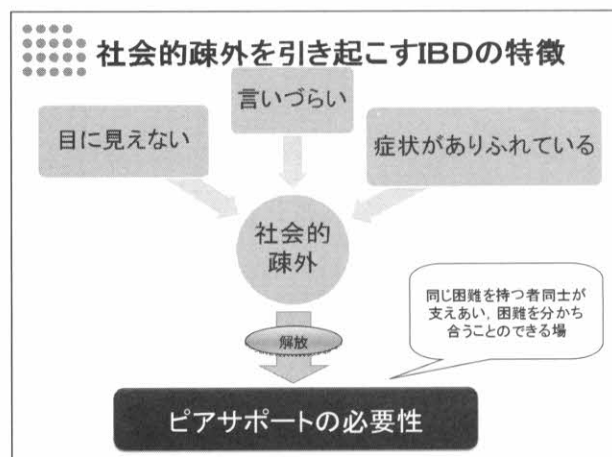 社会的疎外を引き起こすIBDの特徴
言いづらい
目に見えない
症状がありふれている
社会的
疎外
同じ困難を持つ者同士が
支えあい，困難を分かち
合うことのできる場
解放
ピアサポートの必要性